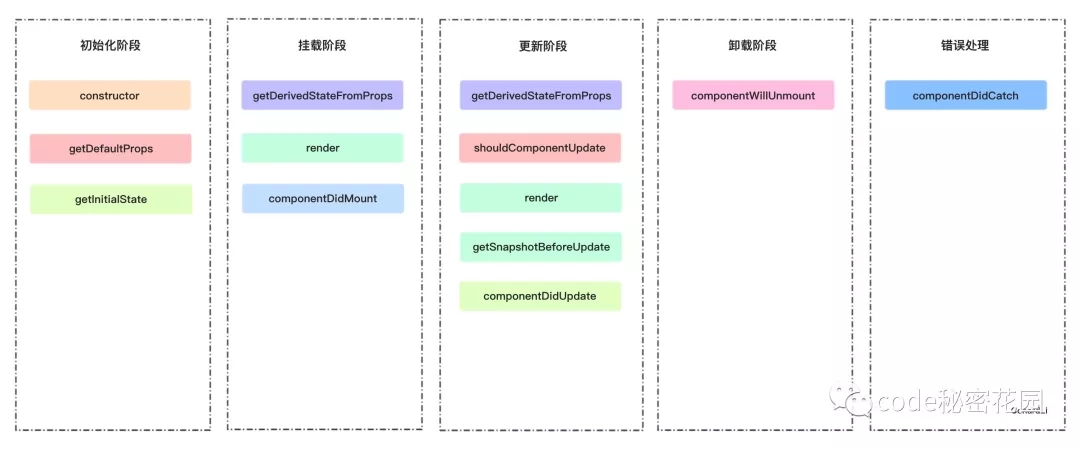 初始化阶段
constructor
getDefaultProps
getInitialState
挂载阶段
getDerivedStateFromProps
render
componentDidMount
更新阶段
getDerivedStateFromProps
shouldComponentUpdate
render
getSnapshotBeforeUpdate
componentDidUpdate
卸载阶段
componentWillUnmount
错误处理
componentDidCatch
code秘密花园